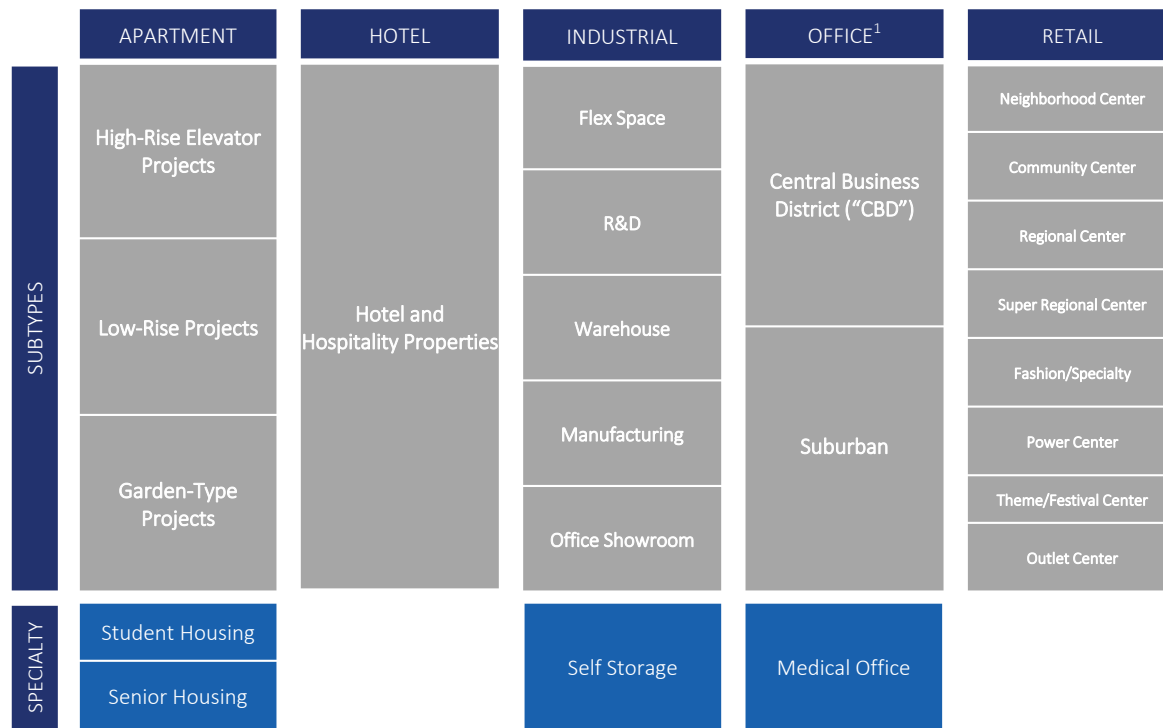 APARTMENT
HOTEL
INDUSTRIAL
OFFICE1
RETAIL
SUBTYPES
High-Rise Elevator
Projects
Low-Rise Projects
Garden-Type
Projects
Hotel and
Hospitality Properties
Flex Space
R&D
Warehouse
Manufacturing
Office Showroom
Central Business
District (“CBD”)
Suburban
Neighborhood Center
Community Center
Regional Center
Super Regional Center
Fashion/Specialty
Power Center
Theme/Festival Center
Outlet Center
SPECIALTY
Student Housing
Senior Housing
Self Storage
Medical Office